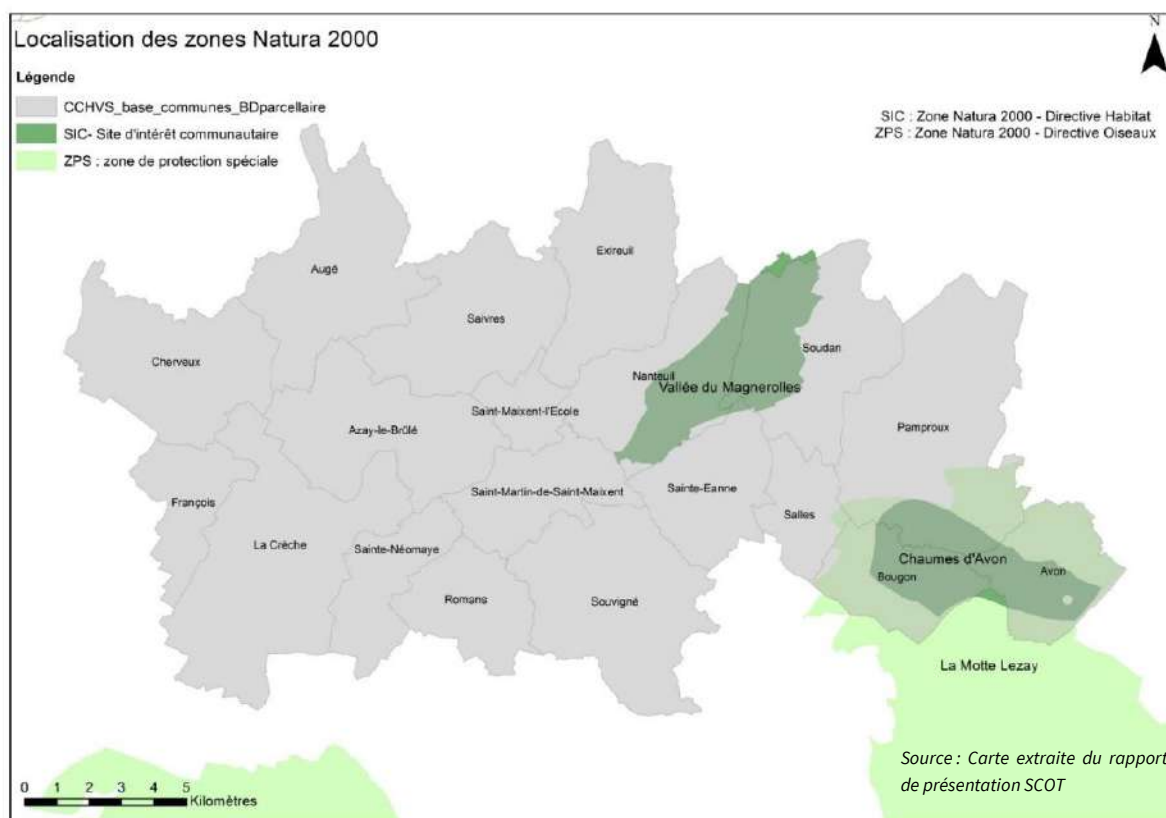 Localisation des zones Natura 2000
N
Légende
CCHVS_base_communes_BDparcellaire
SIC- Site d'intérêt communautaire
ZPS : zone de protection spéciale
SIC : Zone Natura 2000 - Directive Habitat
ZPS : Zone Natura 2000 - Directive Oiseaux
Exireuil
Augé
Saivres
Soudan
Cherveux
Nanteuil
Vallée du Magnerolles
Saint-Maixent-l'Ecole
Azay-le-Brûlé
Pamproux
Saint-Martin-de-Saint-Maixent
Sainte-Eanne
François
Salles
La Crèche
Sainte-Néomaye
Chaumes d'Avon
Bougon
Avon
Romans
Souvigné
La Motte Lezay
Source : Carte extraite du rapport
de présentation SCOT
0 1 2 3 4 5
Kilomètres